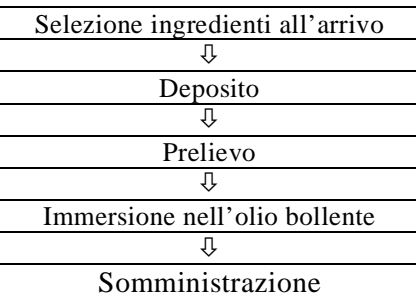 Selezione ingredienti all’arrivo
⇩
Deposito
⇩
Prelievo
⇩
Immersione nell’olio bollente
⇩
Somministrazione